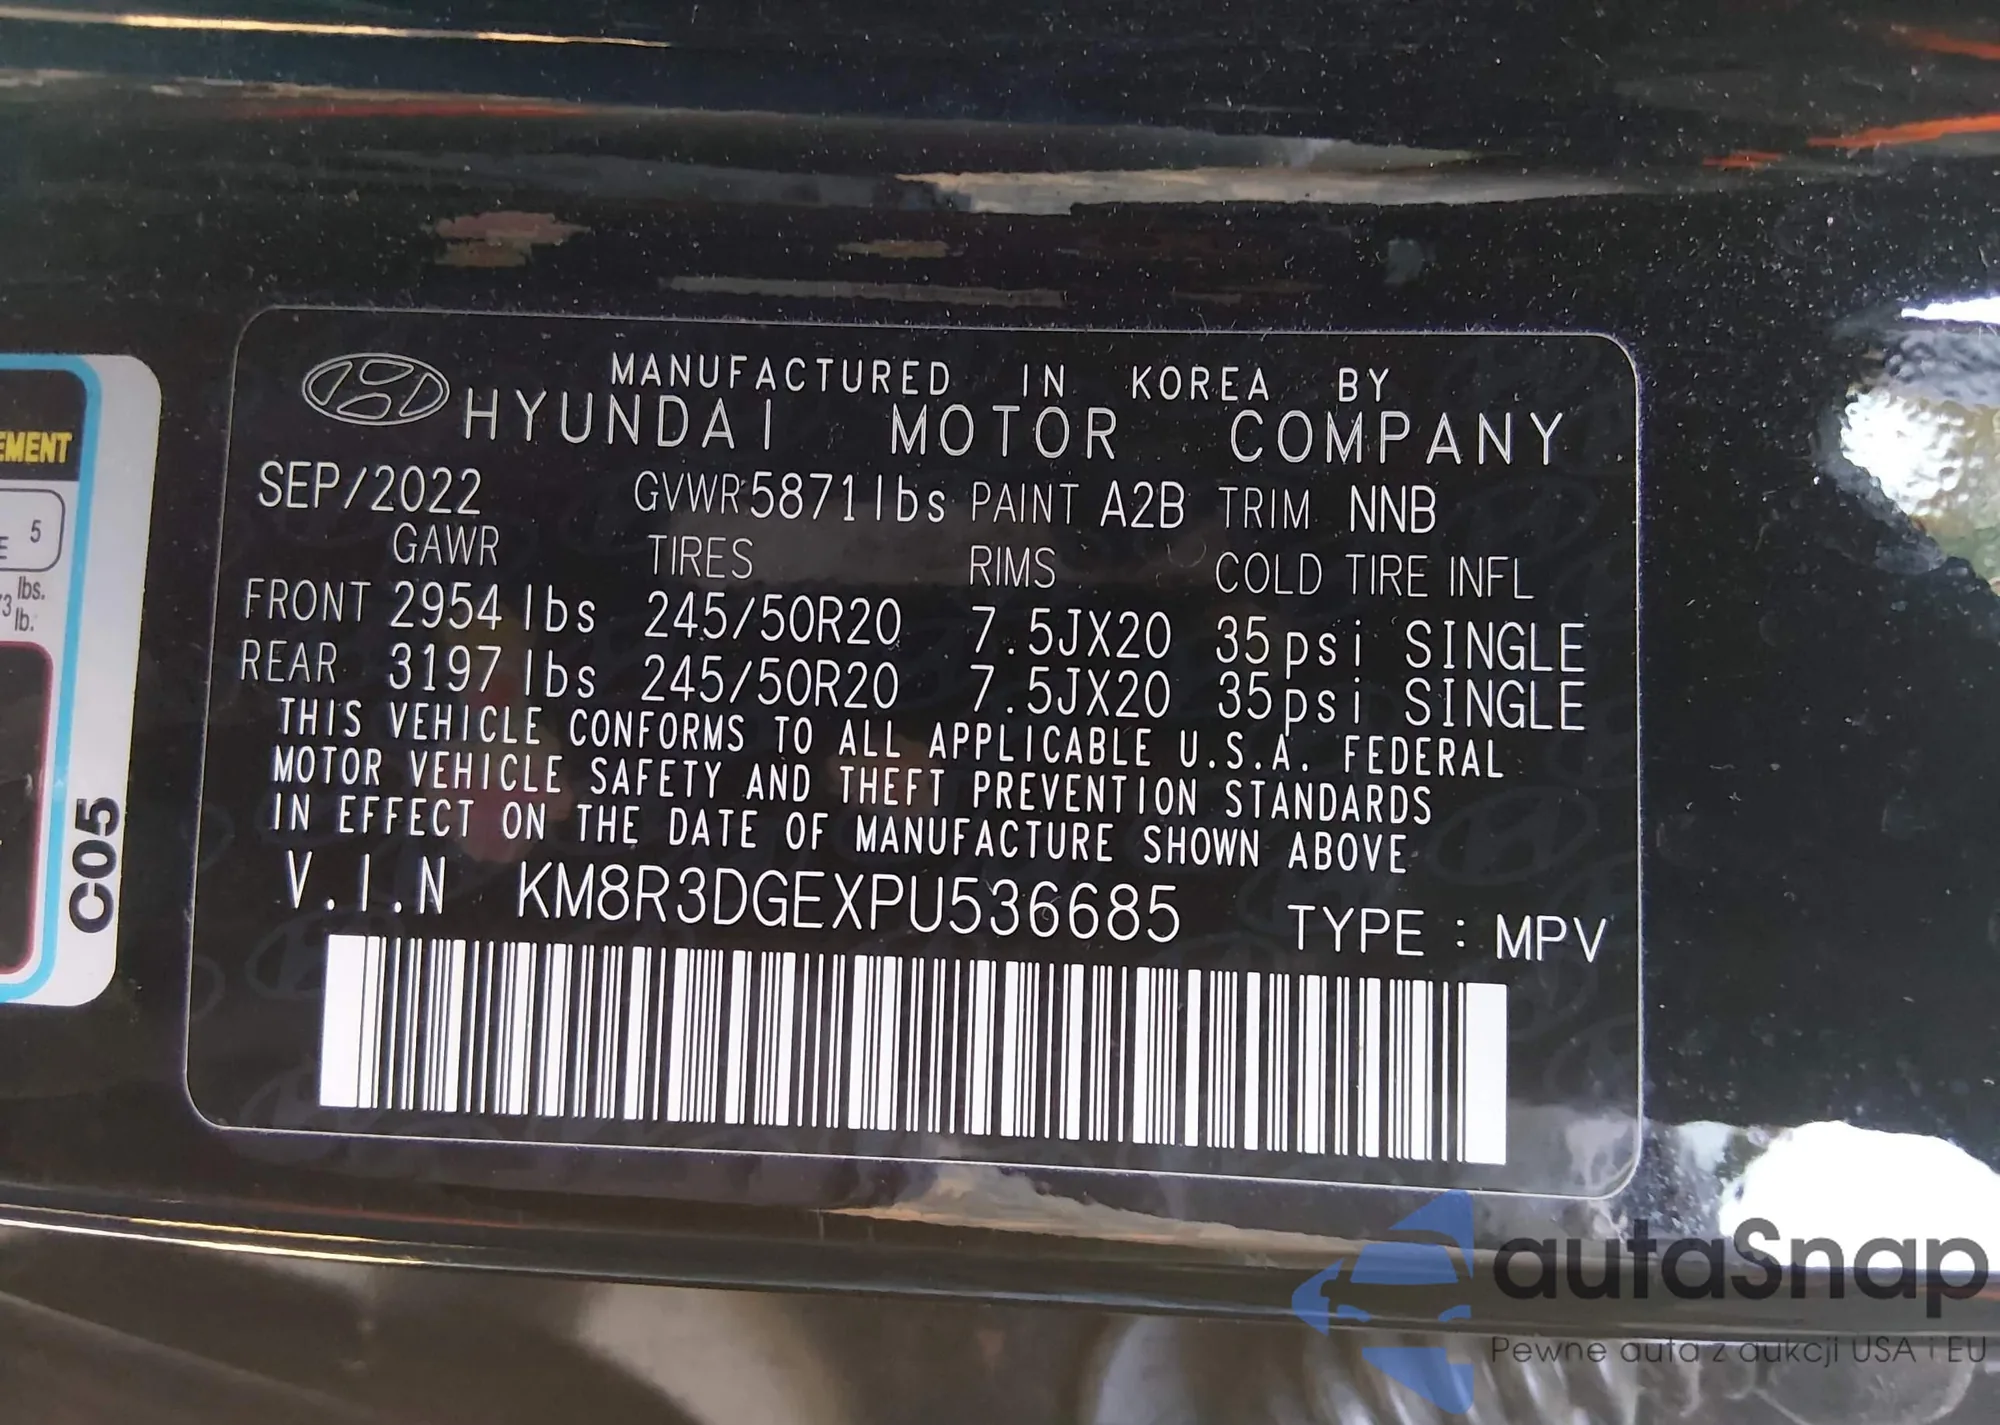 MANUFACTURED IN KOREA BY
HYUNDAI MOTOR COMPANY
SEP/2022 GVWR 5871lbs PAINT A2B TRIM NNB
GAWR TIRES RIMS COLD TIRE INFL
FRONT 2954 lbs 245/50R20 7.5JX20 35psi SINGLE
REAR 3197 lbs 245/50R20 7.5JX20 35psi SINGLE
THIS VEHICLE CONFORMS TO ALL APPLICABLE U.S.A. FEDERAL
MOTOR VEHICLE SAFETY AND THEFT PREVENTION STANDARDS
IN EFFECT ON THE DATE OF MANUFACTURE SHOWN ABOVE
V.I.N KM8R3DGEXPU536685 TYPE : MPV
EMENT
5
lbs.
lb.
C05
autaSnap
Pewne auta z aukcji USA i EU